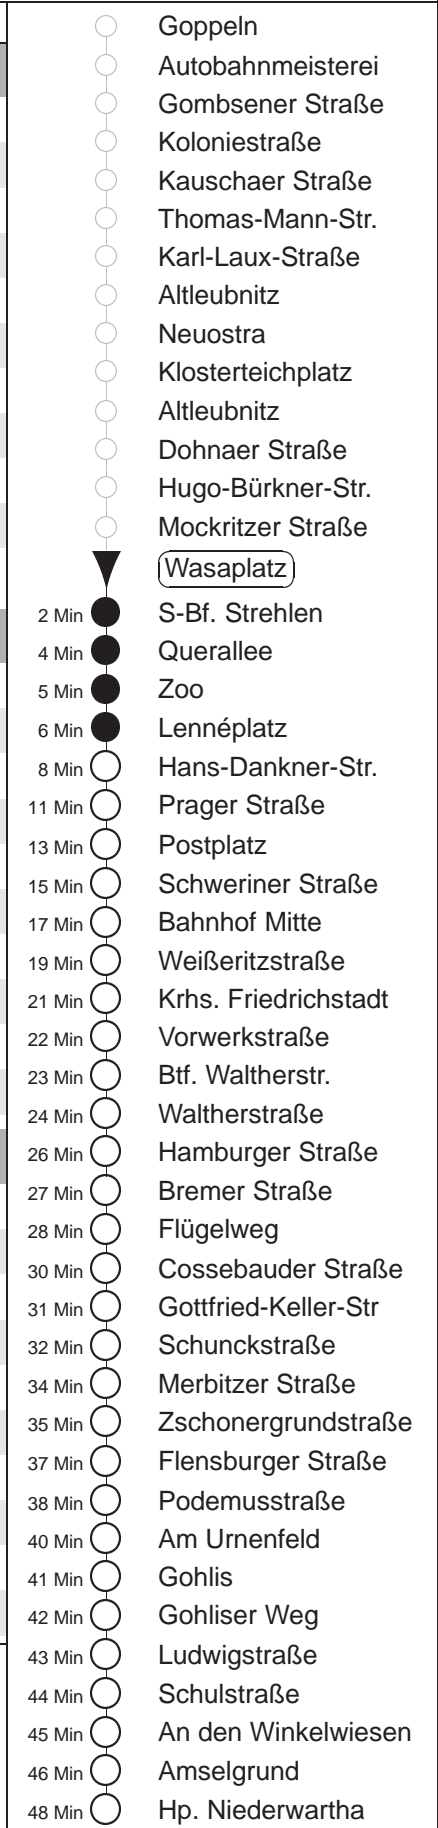 Goppeln
Autobahnmeisterei
Gombsener Straße
Koloniestraße
Kauschaer Straße
Thomas-Mann-Str.
Karl-Laux-Straße
Altleubnitz
Neuostra
Klosterteichplatz
Altleubnitz
Dohnaer Straße
Hugo-Bürkner-Str.
Mockritzer Straße
Wasaplatz
2 Min S-Bf. Strehlen
4 Min Querallee
5 Min Zoo
6 Min Lennéplatz
8 Min Hans-Dankner-Str.
11 Min Prager Straße
13 Min Postplatz
15 Min Schweriner Straße
17 Min Bahnhof Mitte
19 Min Weißeritzstraße
21 Min Krhs. Friedrichstadt
22 Min Vorwerkstraße
23 Min Btf. Waltherstr.
24 Min Waltherstraße
26 Min Hamburger Straße
27 Min Bremer Straße
28 Min Flügelweg
30 Min Cossebauder Straße
31 Min Gottfried-Keller-Str
32 Min Schunckstraße
34 Min Merbitzer Straße
35 Min Zschonergrundstraße
37 Min Flensburger Straße
38 Min Podemusstraße
40 Min Am Urnenfeld
41 Min Gohlis
42 Min Gohliser Weg
43 Min Ludwigstraße
44 Min Schulstraße
45 Min An den Winkelwiesen
46 Min Amselgrund
48 Min Hp. Niederwartha